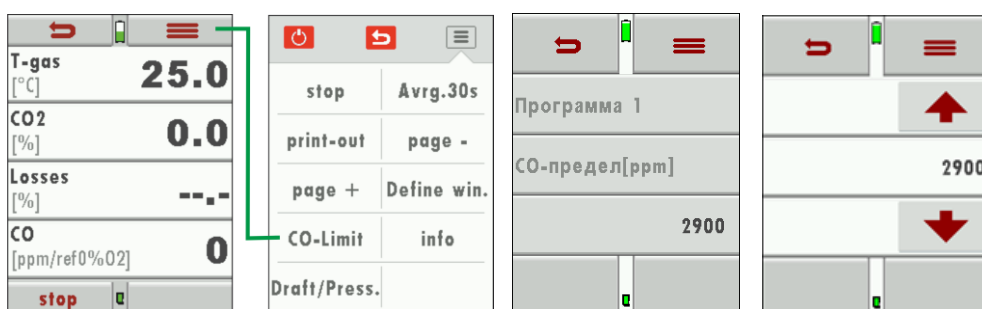 T-gas
[°C]
25.0
CO2
[%]
0.0
Losses
[%]
--.-
CO
[ppm/ref0%O2]
0
stop
stop
Avrg.30s
print-out
page -
page +
Define win.
CO-Limit
info
Draft/Press.
Программа 1
СО-предел[ppm]
2900
2900